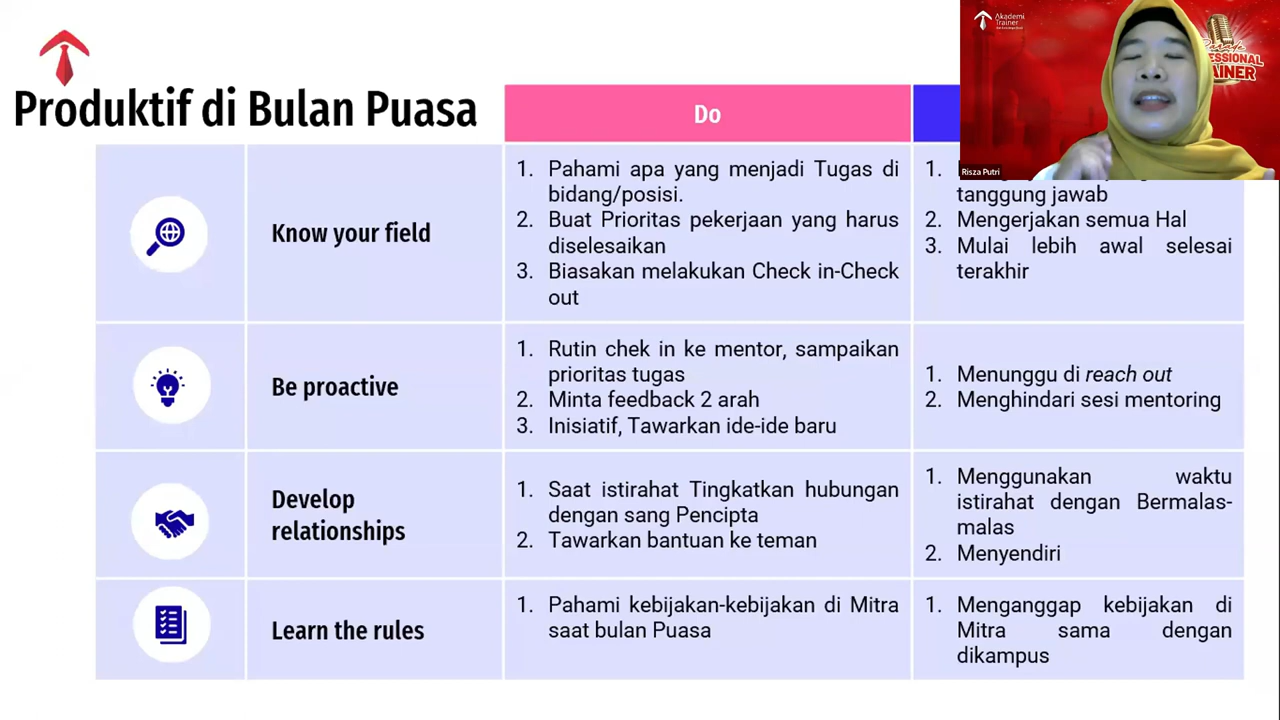 Produktif di Bulan Puasa
Do
Akademi
Trainer
Risza Putri
Know your field
1. Pahami apa yang menjadi Tugas di
bidang/posisi.
2. Buat Prioritas pekerjaan yang harus
diselesaikan
3. Biasakan melakukan Check in-Check
out
1.
tanggung jawab
2. Mengerjakan semua Hal
3. Mulai lebih awal selesai
terakhir
Be proactive
1. Rutin chek in ke mentor, sampaikan
prioritas tugas
2. Minta feedback 2 arah
3. Inisiatif, Tawarkan ide-ide baru
1. Menunggu di reach out
2. Menghindari sesi mentoring
Develop
relationships
1. Saat istirahat Tingkatkan hubungan
dengan sang Pencipta
2. Tawarkan bantuan ke teman
1. Menggunakan waktu
istirahat dengan Bermalas-
malas
2. Menyendiri
Learn the rules
1. Pahami kebijakan-kebijakan di Mitra
saat bulan Puasa
1. Menganggap kebijakan di
Mitra sama dengan
dikampus